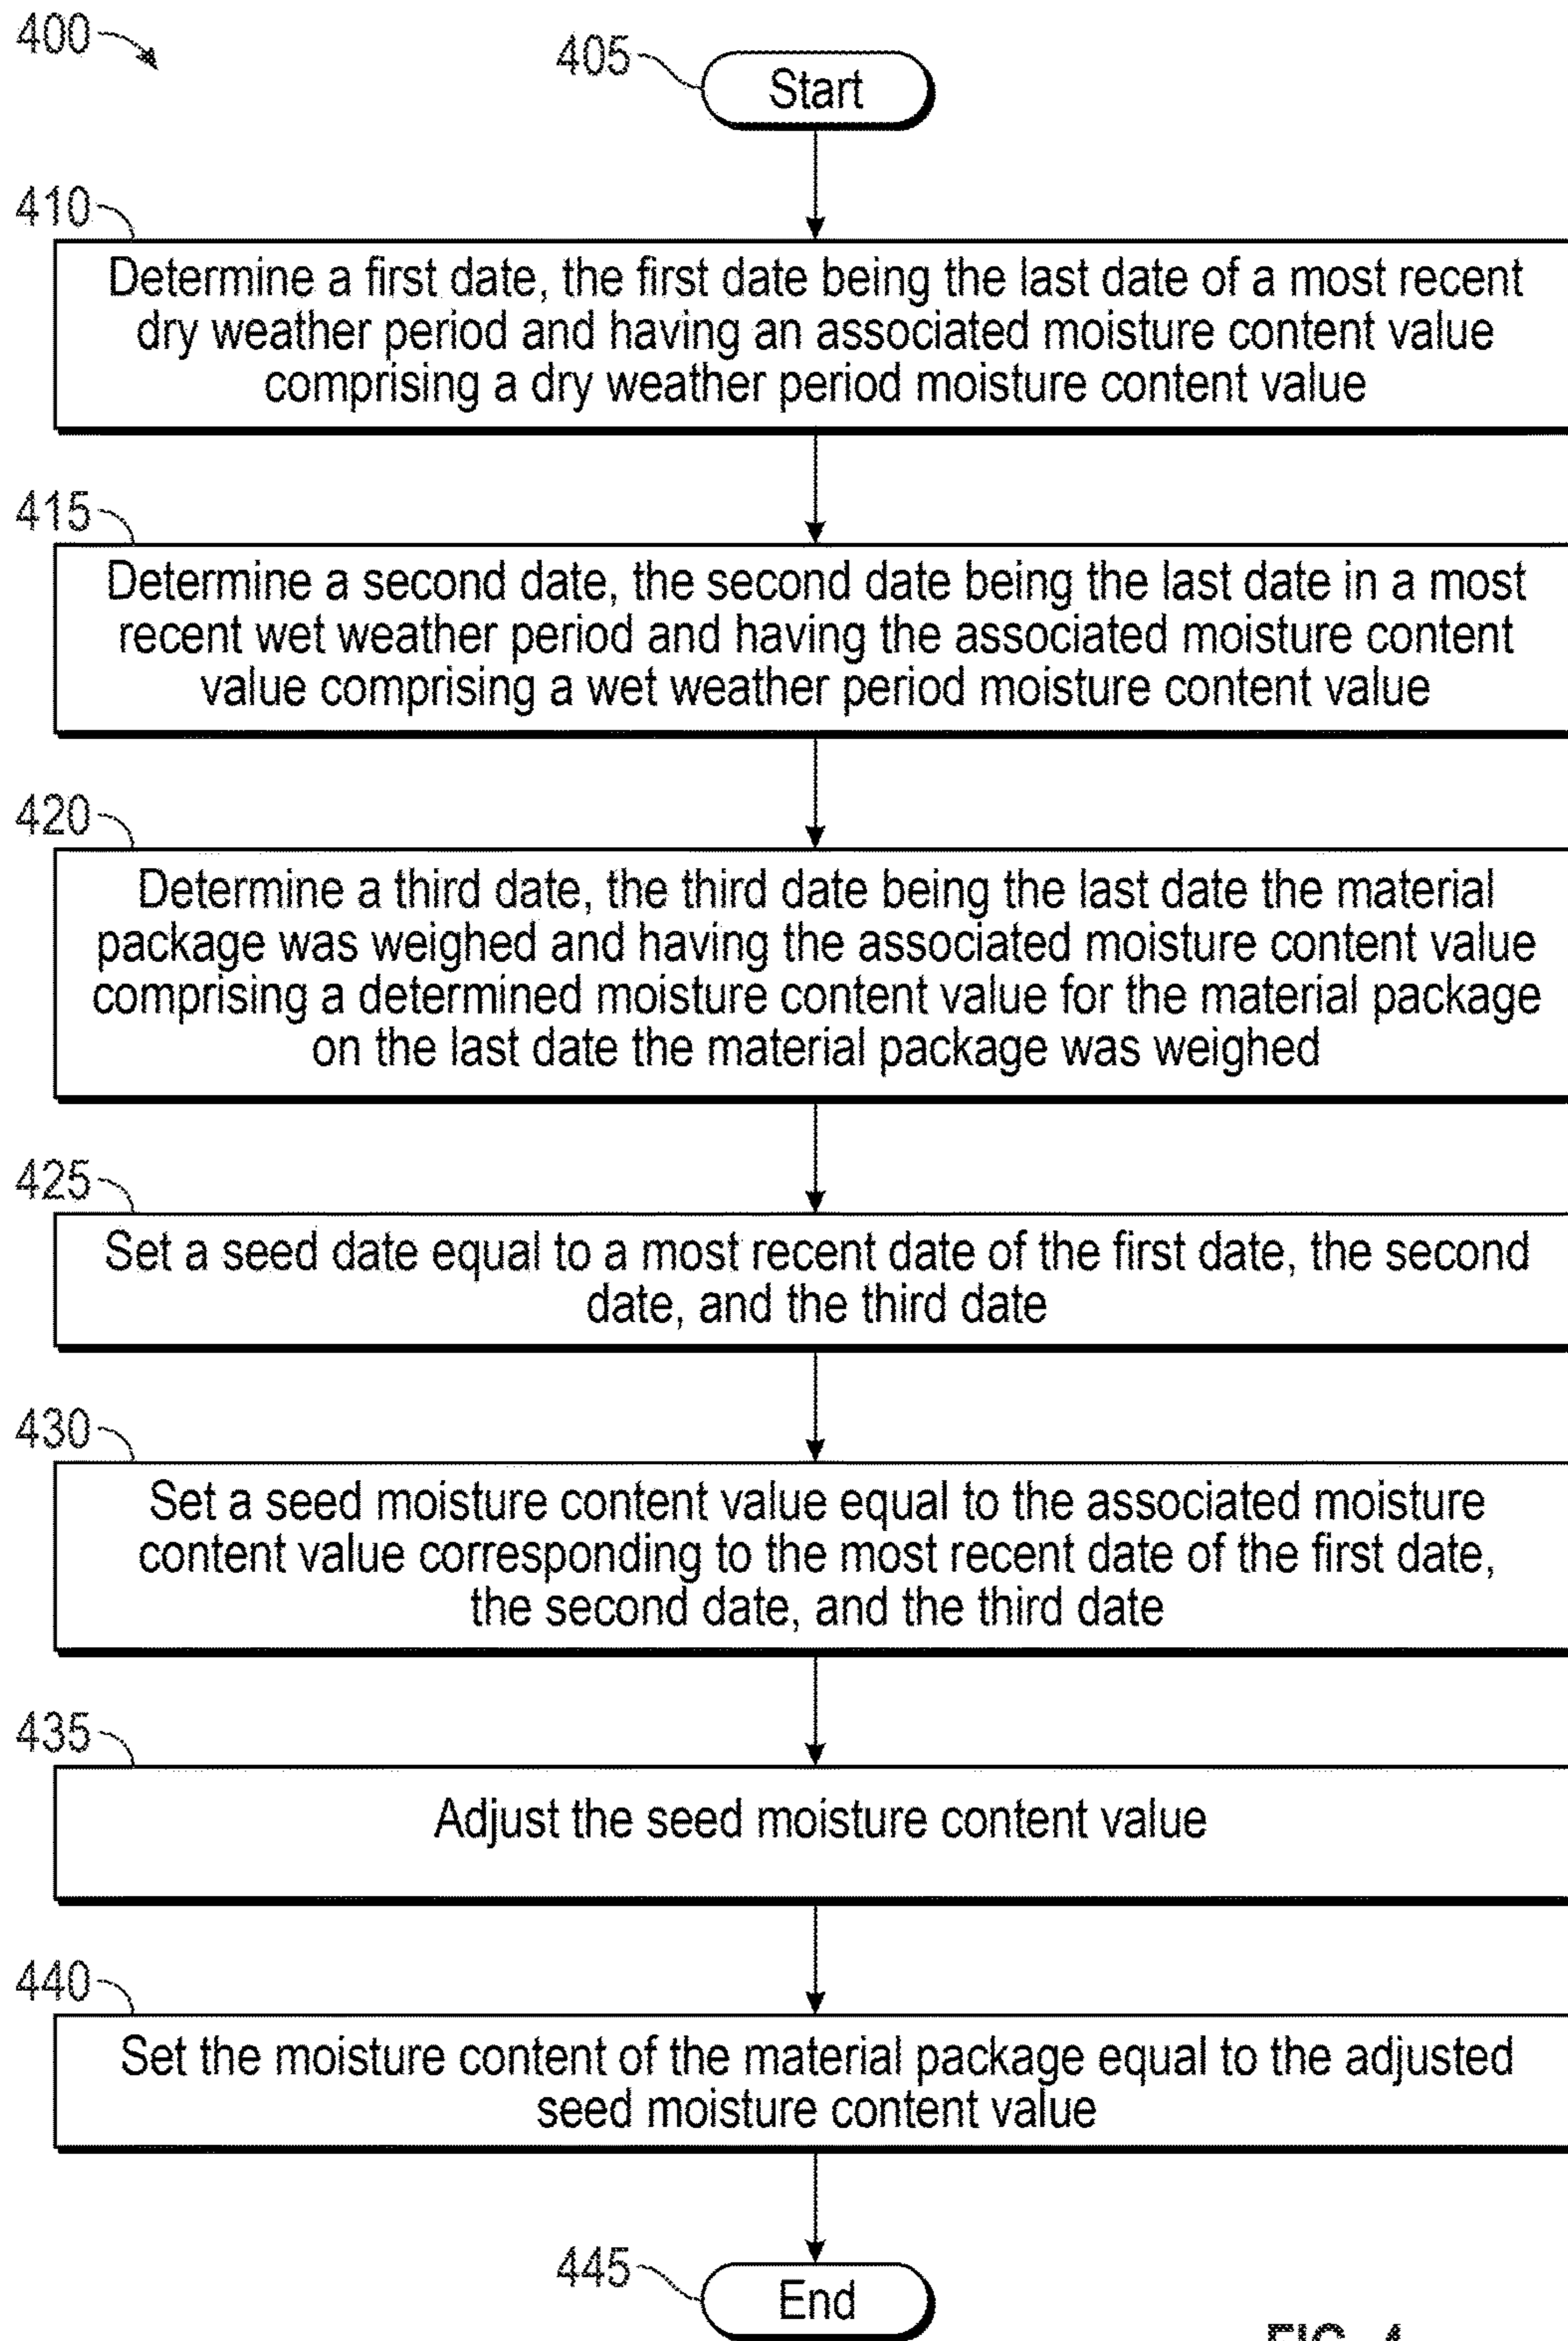 400
405
Start
410
Determine a first date, the first date being the last date of a most recent
dry weather period and having an associated moisture content value
comprising a dry weather period moisture content value
415
Determine a second date, the second date being the last date in a most
recent wet weather period and having the associated moisture content
value comprising a wet weather period moisture content value
420
Determine a third date, the third date being the last date the material
package was weighed and having the associated moisture content value
comprising a determined moisture content value for the material package
on the last date the material package was weighed
425
Set a seed date equal to a most recent date of the first date, the second
date, and the third date
430
Set a seed moisture content value equal to the associated moisture
content value corresponding to the most recent date of the first date,
the second date, and the third date
435
Adjust the seed moisture content value
440
Set the moisture content of the material package equal to the adjusted
seed moisture content value
445
End